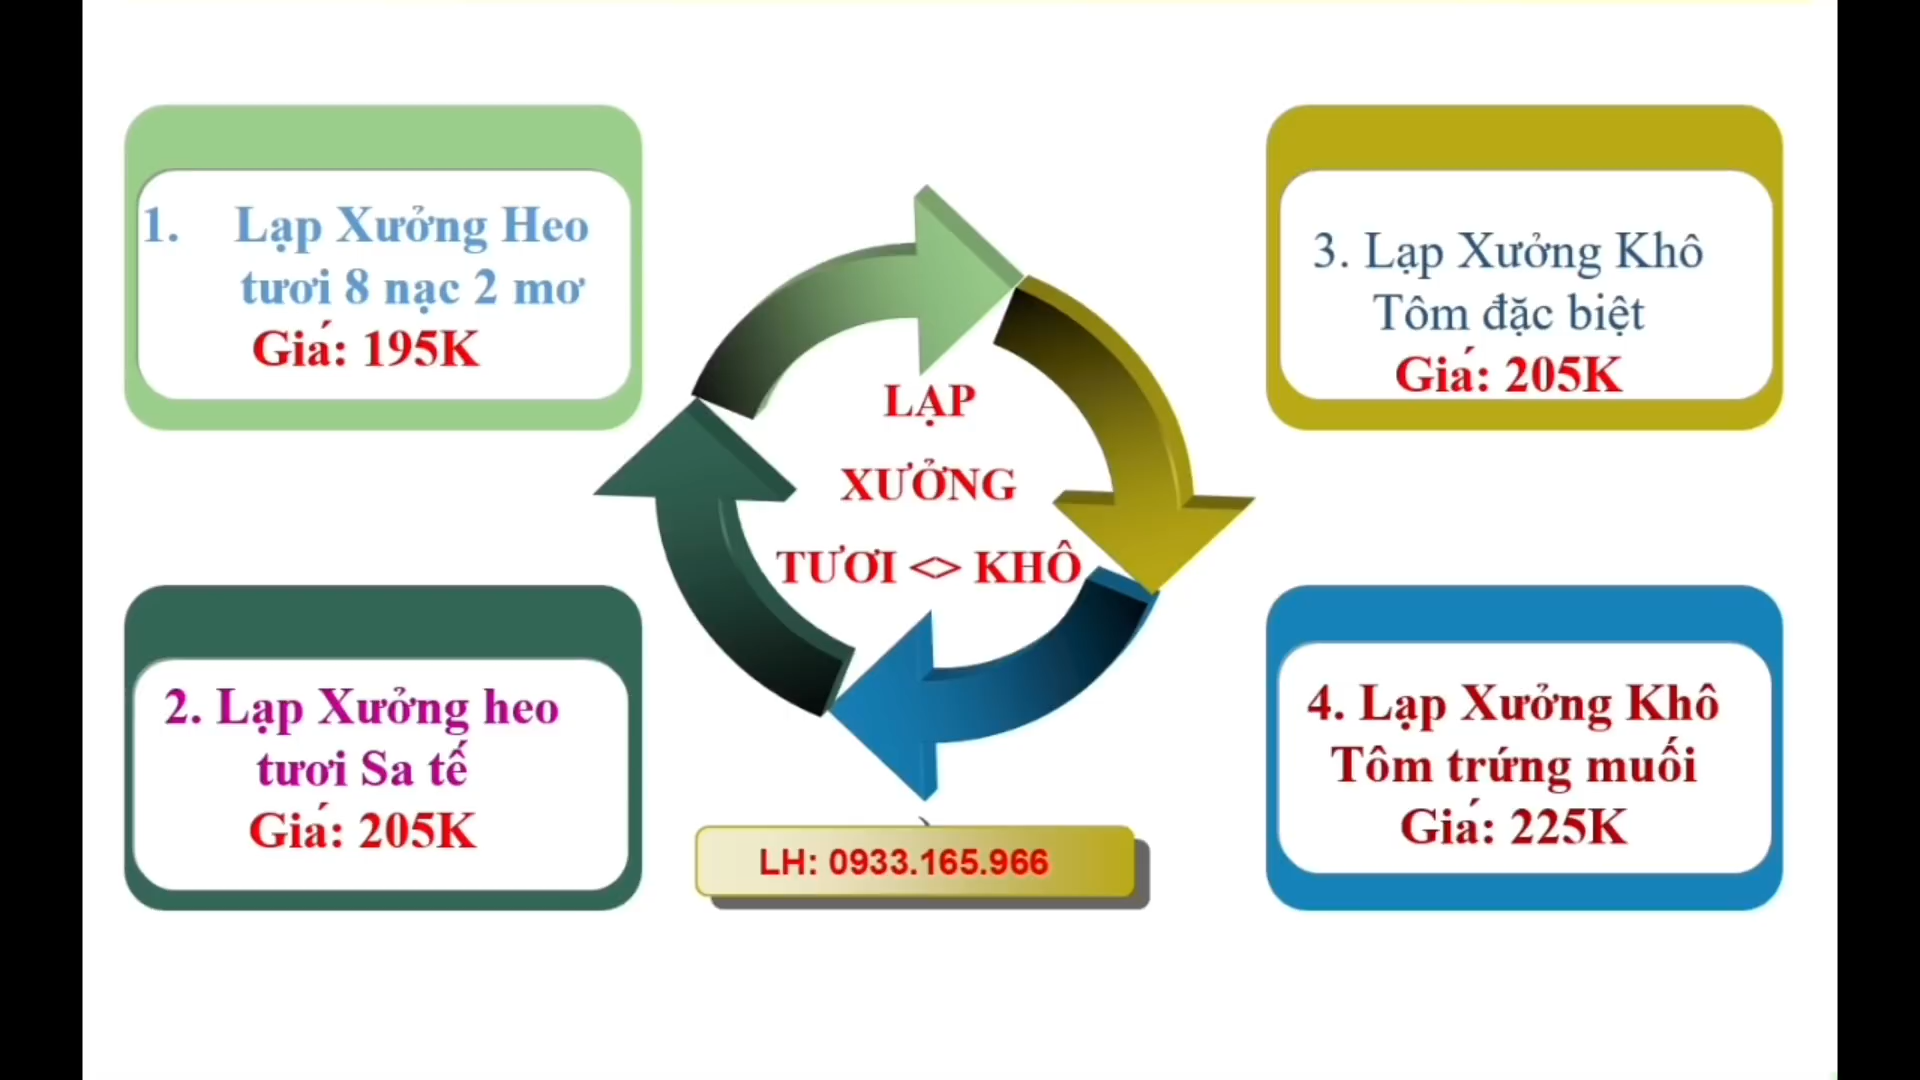 1. Lạp Xưởng Heo
tươi 8 nạc 2 mơ
Giá: 195K
2. Lạp Xưởng heo
tươi Sa tế
Giá: 205K
LẠP
XƯỞNG
TƯƠI <> KHÔ
LH: 0933.165.966
3. Lạp Xưởng Khô
Tôm đặc biệt
Giá: 205K
4. Lạp Xưởng Khô
Tôm trứng muối
Giá: 225K